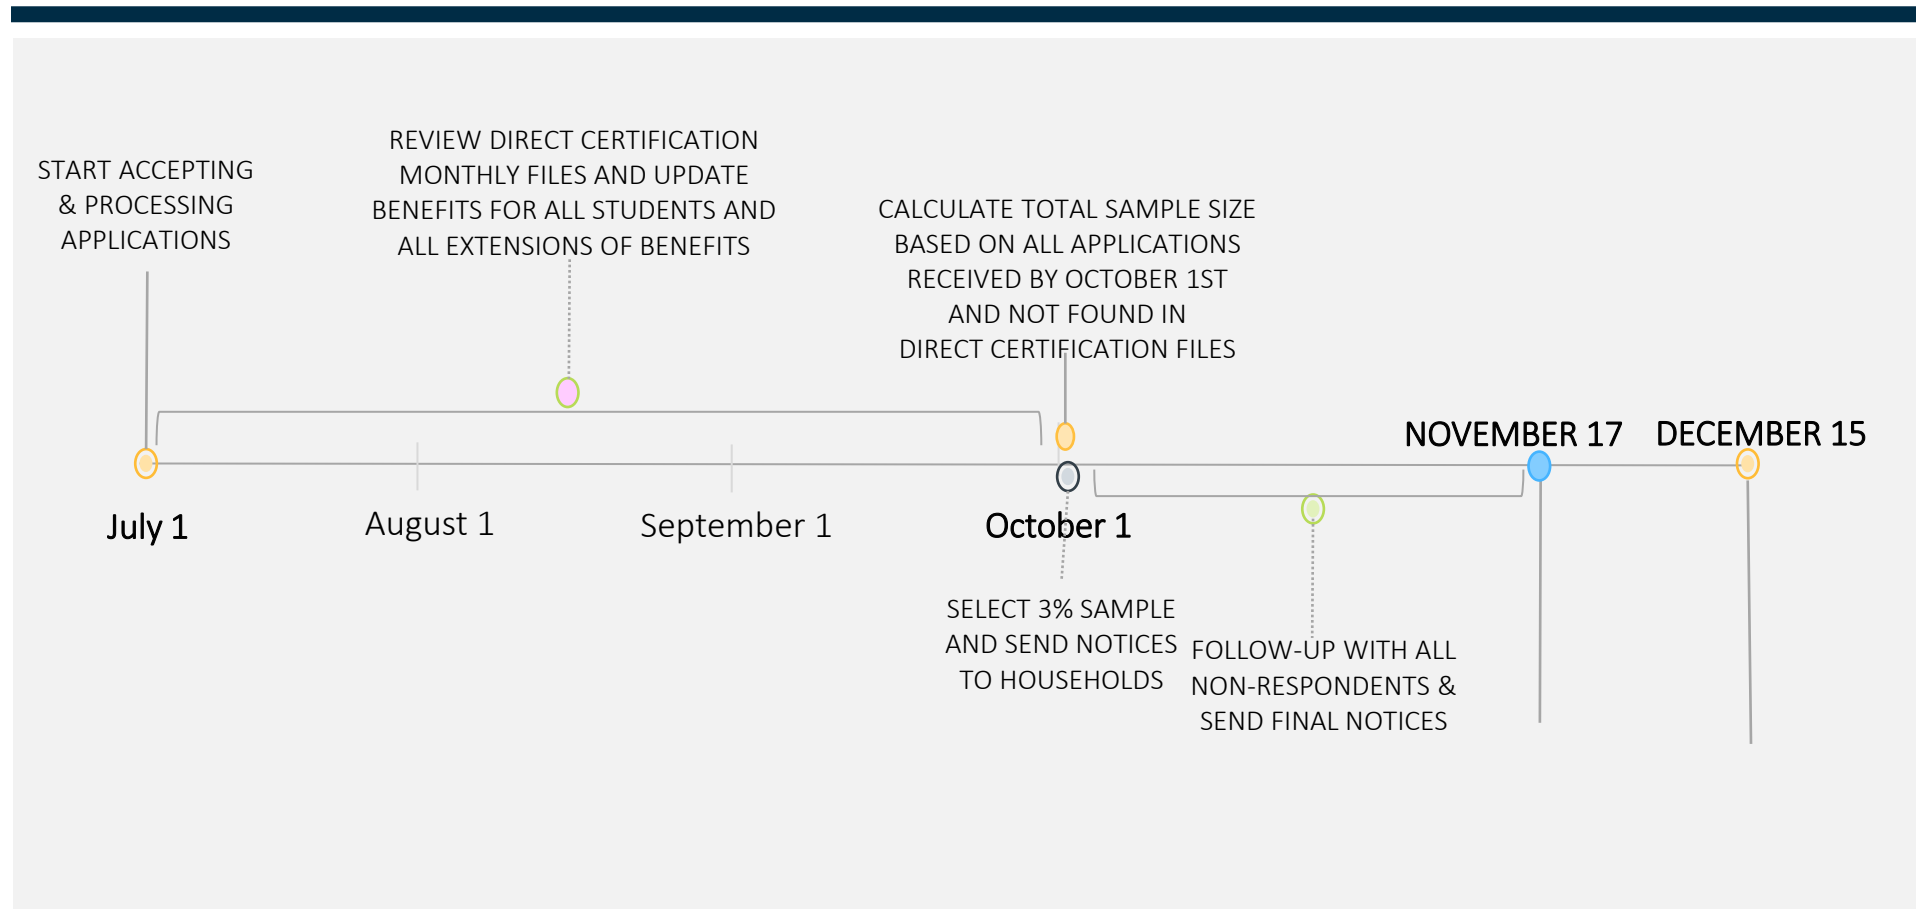 START ACCEPTING
& PROCESSING
APPLICATIONS
REVIEW DIRECT CERTIFICATION
MONTHLY FILES AND UPDATE
BENEFITS FOR ALL STUDENTS AND
ALL EXTENSIONS OF BENEFITS
CALCULATE TOTAL SAMPLE SIZE
BASED ON ALL APPLICATIONS
RECEIVED BY OCTOBER 1ST
AND NOT FOUND IN
DIRECT CERTIFICATION FILES
NOVEMBER 17
DECEMBER 15
July 1
August 1
September 1
October 1
SELECT 3% SAMPLE
AND SEND NOTICES
TO HOUSEHOLDS
FOLLOW-UP WITH ALL
NON-RESPONDENTS &
SEND FINAL NOTICES